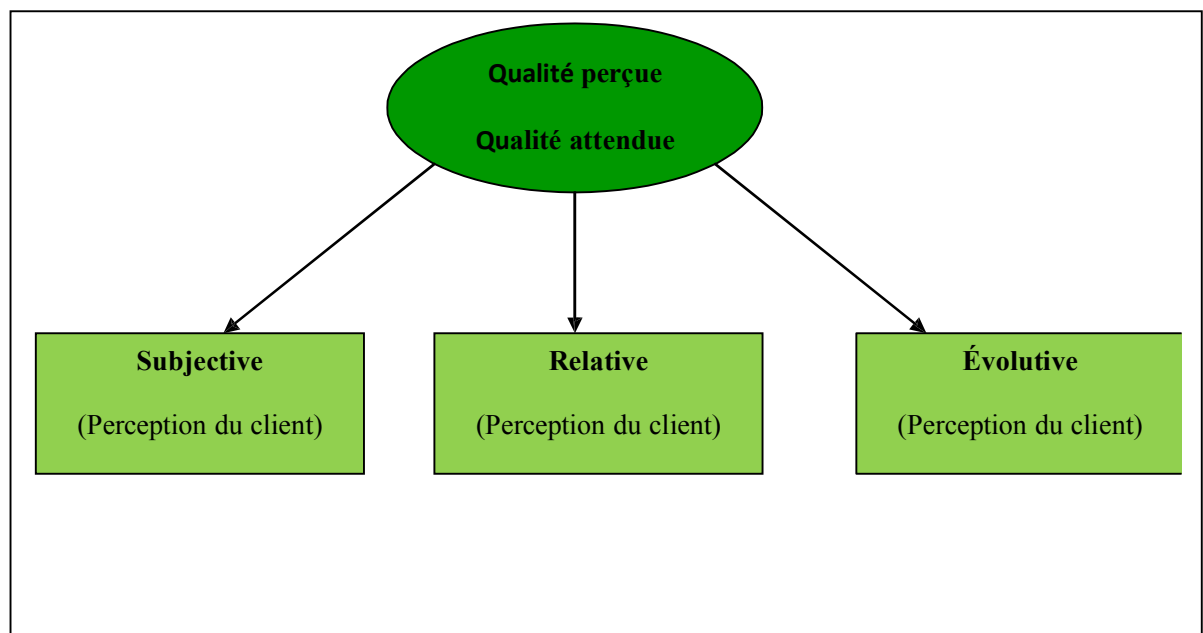 Qualité perçue
Qualité attendue
Subjective
(Perception du client)
Relative
(Perception du client)
Évolutive
(Perception du client)